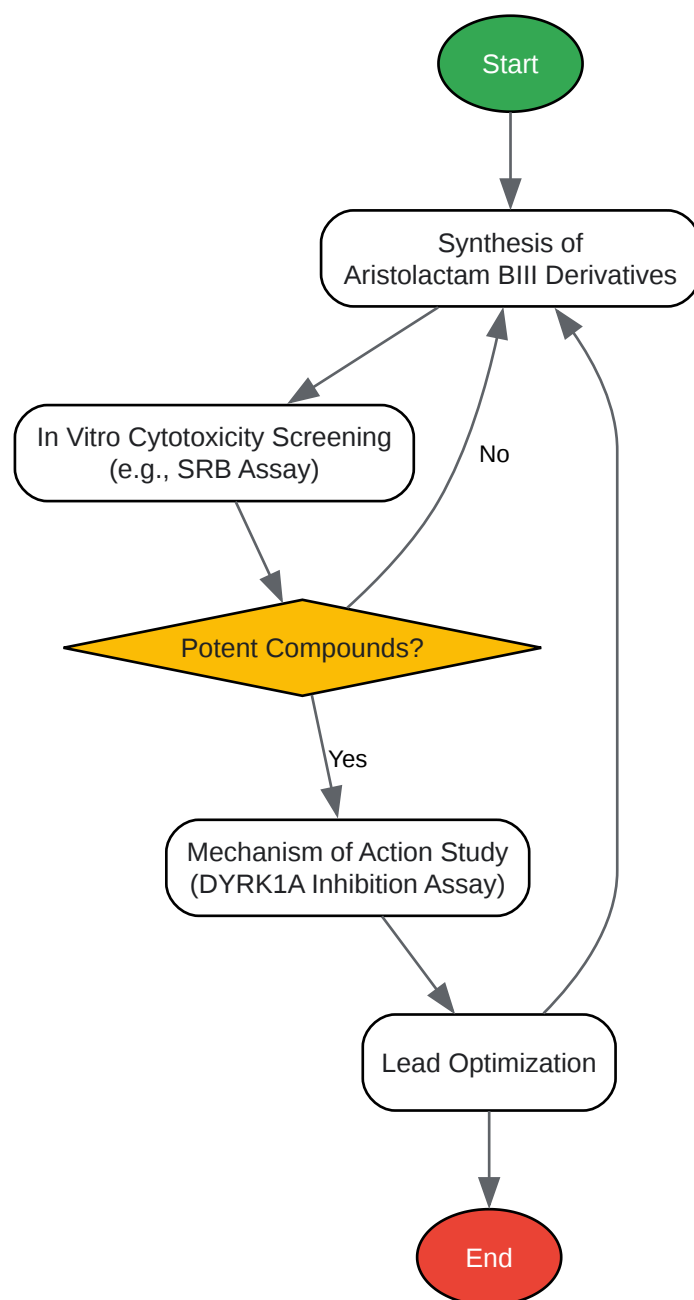 Start
Synthesis of
Aristolactam BIII Derivatives
In Vitro Cytotoxicity Screening
(e.g., SRB Assay)
No
Potent Compounds?
Yes
Mechanism of Action Study
(DYRK1A Inhibition Assay)
Lead Optimization
End